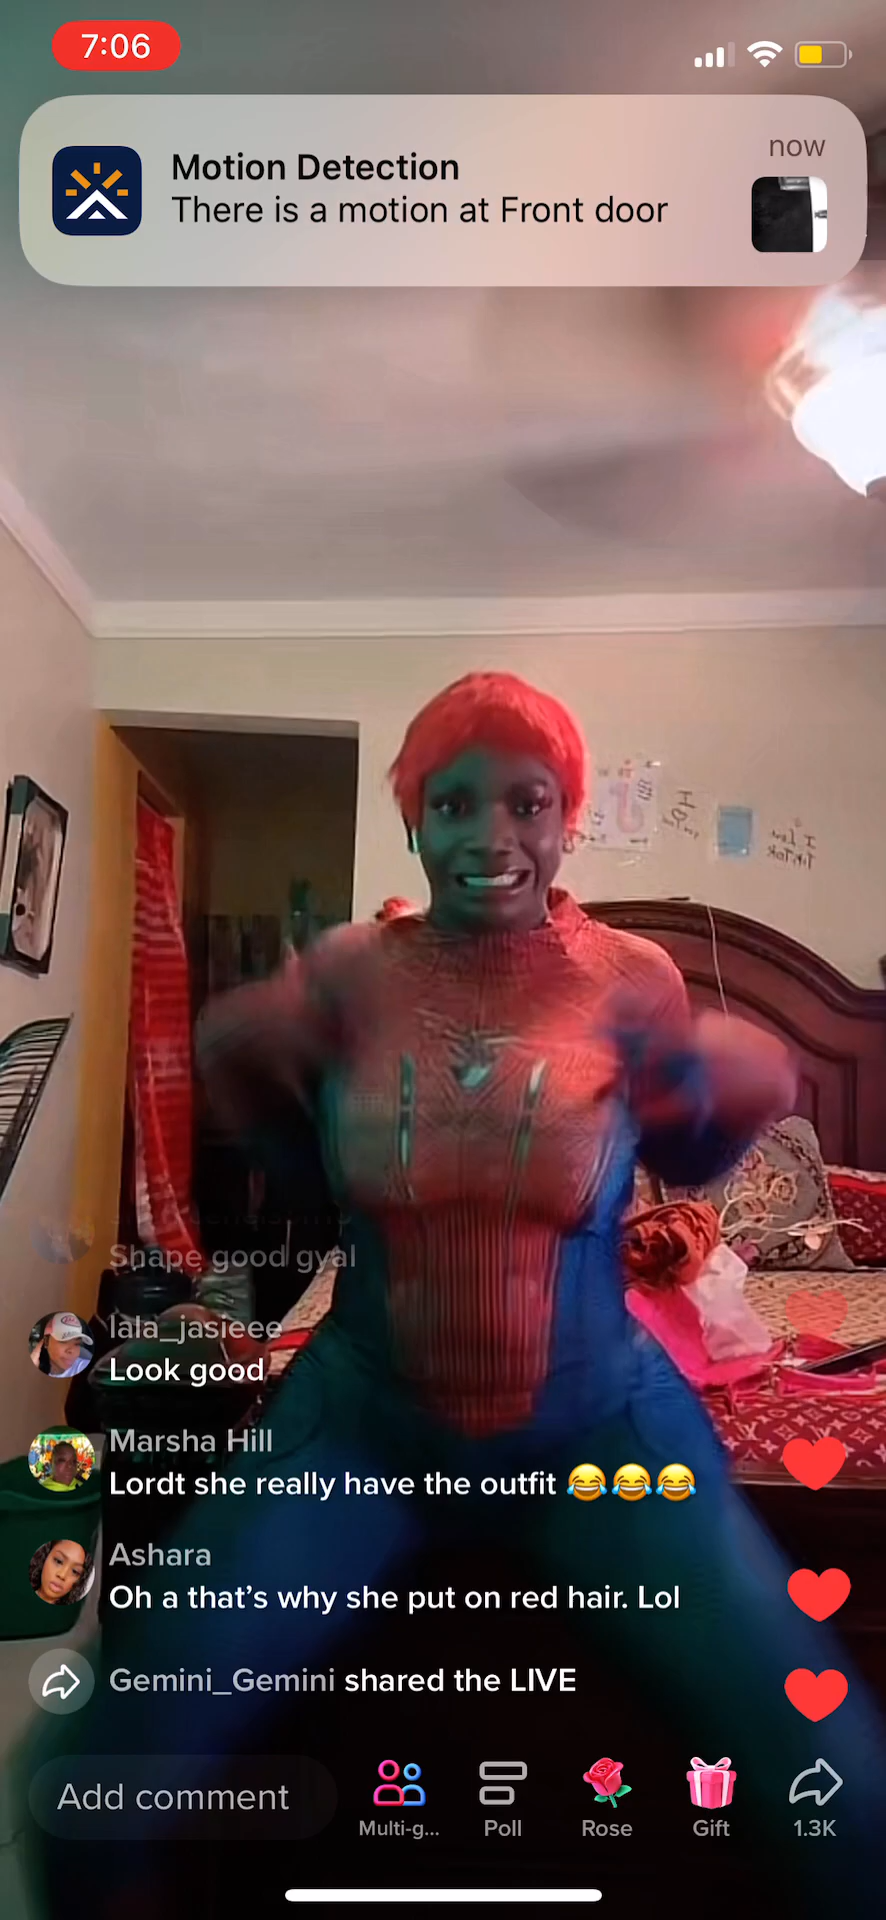 7:06
Motion Detection
now
There is a motion at Front door
Shape good gyal
lala_jasieee
Look good
Marsha Hill
Lordt she really have the outfit 😂😂😂
Ashara
Oh a that's why she put on red hair. Lol
Gemini_Gemini shared the LIVE
Add comment
Multi-g...
Poll
Rose
Gift
1.3K